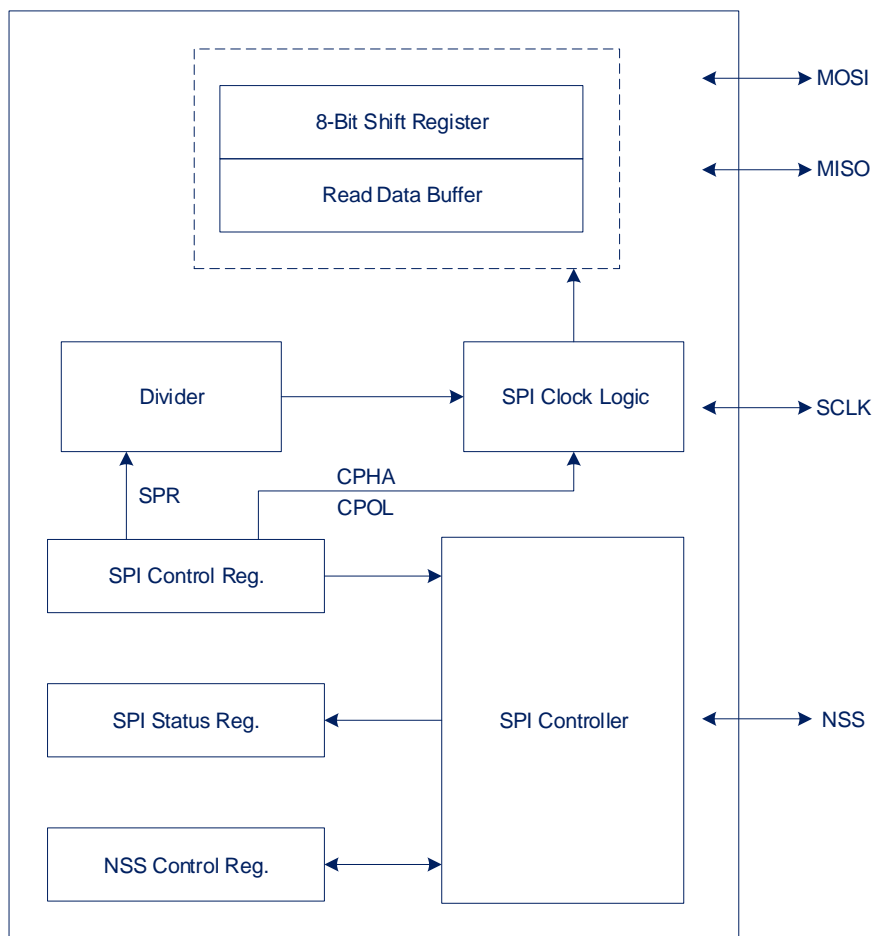 MOSI
8-Bit Shift Register
MISO
Read Data Buffer
Divider
SPI Clock Logic
SCLK
CPHA
SPR
CPOL
SPI Control Reg.
SPI Status Reg.
SPI Controller
NSS
NSS Control Reg.